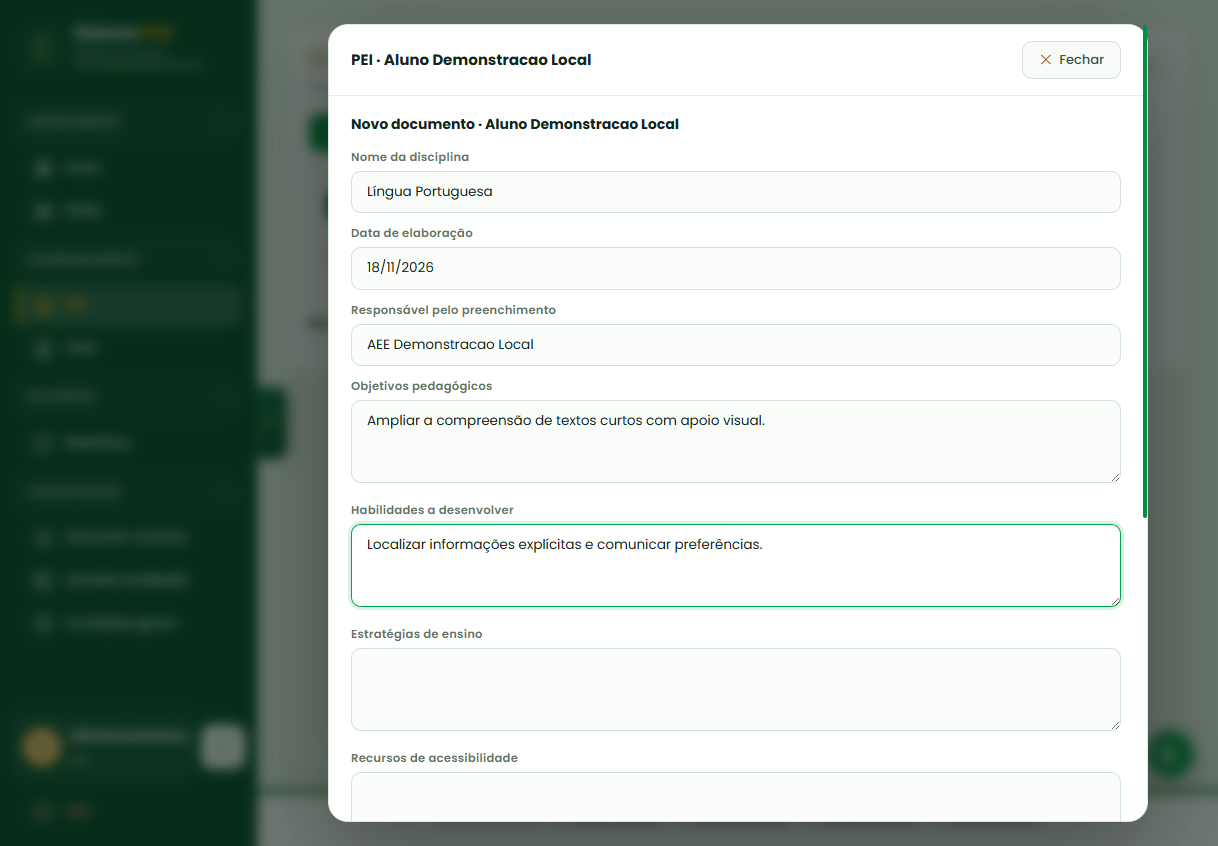 PEI · Aluno Demonstracao Local
Fechar
Novo documento · Aluno Demonstracao Local
Nome da disciplina
Língua Portuguesa
Data de elaboração
18/11/2026
Responsável pelo preenchimento
AEE Demonstracao Local
Objetivos pedagógicos
Ampliar a compreensão de textos curtos com apoio visual.
Habilidades a desenvolver
Localizar informações explícitas e comunicar preferências.
Estratégias de ensino
Recursos de acessibilidade